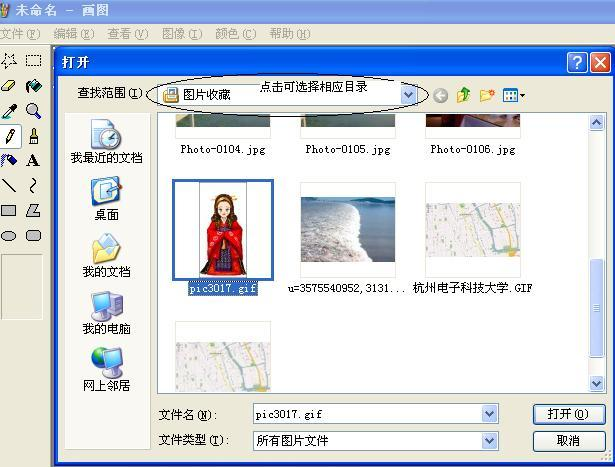 未命名 - 画图
文件(F) 编辑(E) 查看(V) 图像(I) 颜色(C) 帮助(H)
打开
查找范围(I)
图片收藏
点击可选择相应目录
我最近的文档
桌面
我的文档
我的电脑
网上邻居
Photo-0104.jpg
Photo-0105.jpg
Photo-0106.jpg
pic3017.gif
u=3575540952,3131...
杭州电子科技大学.GIF
文件名(N):
pic3017.gif
打开(O)
文件类型(T):
所有图片文件
取消